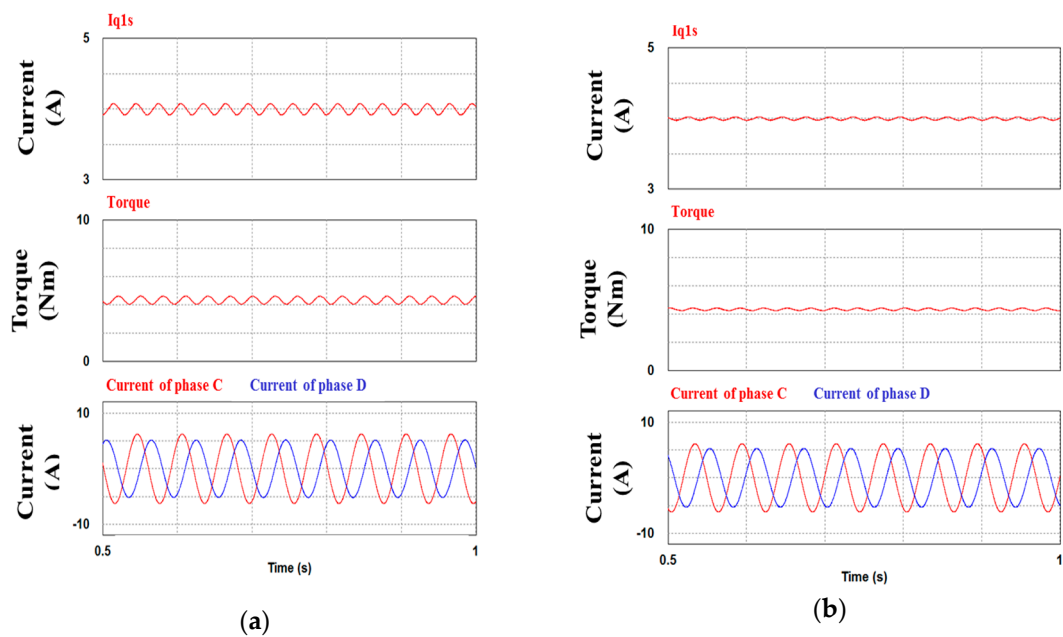 Iq1s
5
Current
(A)
3
Torque
10
Torque
(Nm)
0
Current of phase C Current of phase D
10
Current
(A)
-10
0.5 1
Time (s)
(a)
Iq1s
5
Current
(A)
3
Torque
10
Torque
(Nm)
0
Current of phase C Current of phase D
10
Current
(A)
-10
0.5 1
Time (s)
(b)